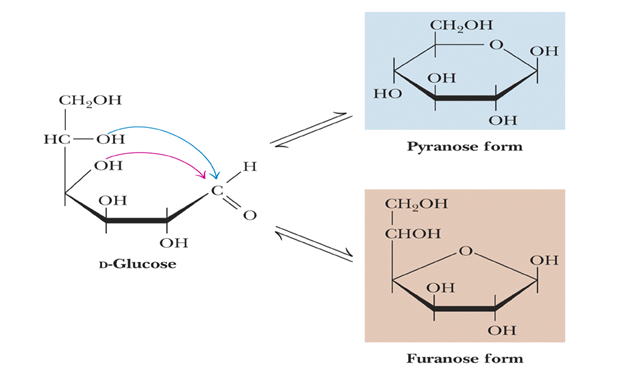 CH₂OH
HC—OH
OH
OH
OH
C
H
O
D-Glucose
CH₂OH
O
OH
OH
HO
OH
Pyranose form
CH₂OH
CHOH
O
OH
OH
OH
Furanose form